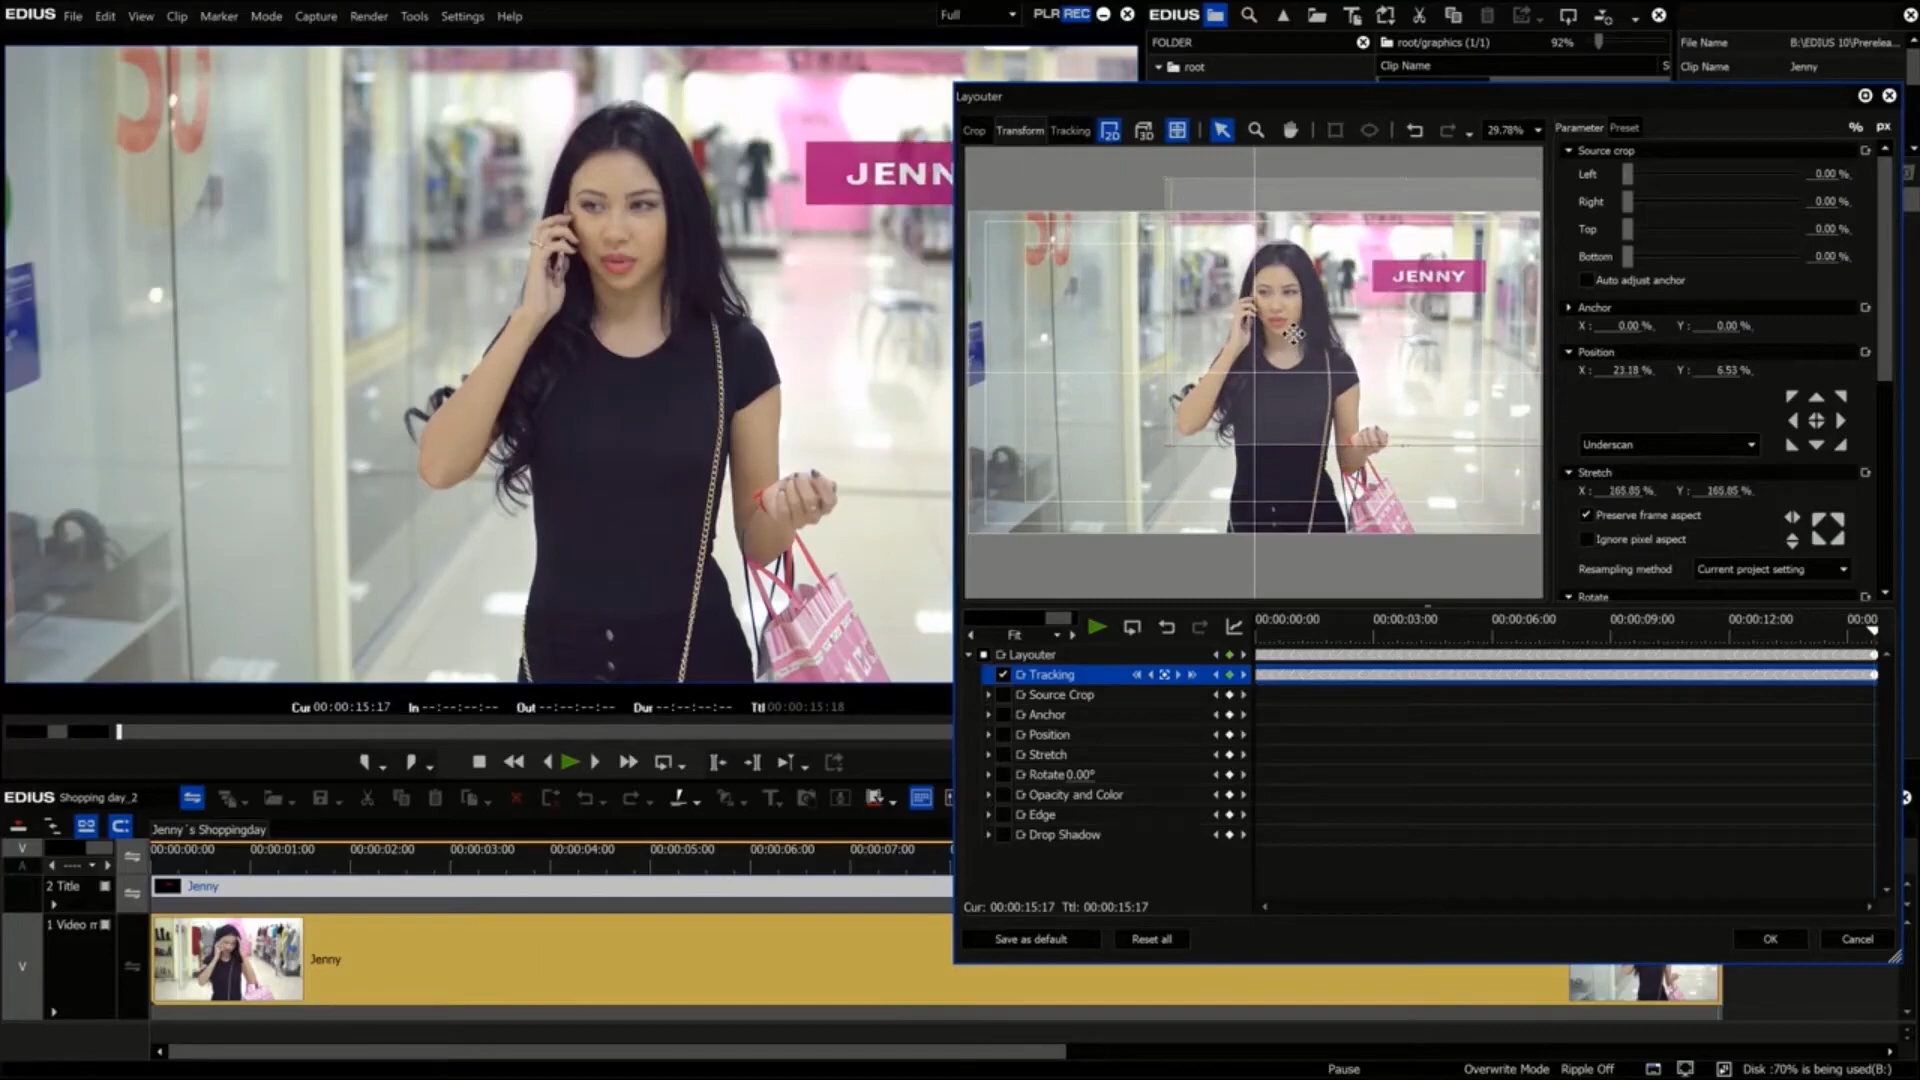 EDIUS File Edit View Clip Marker Mode Capture Render Tools Settings Help
Full
PLR REC
EDIUS
FOLDER
root
root/graphics (1/1) 92%
Clip Name S
File Name B:\EDIUS 10\Prerelea...
Clip Name Jenny
JENN
Layouter
Crop Transform Tracking 2D 3D 29.78%
JENNY
Parameter Preset % px
Source crop
Left 0.00 %
Right 0.00 %
Top 0.00 %
Bottom 0.00 %
Auto adjust anchor
Anchor
X : 0.00 % Y : 0.00 %
Position
X : 23.18 % Y : 6.53 %
Underscan
Stretch
X : 165.85 % Y : 165.85 %
Preserve frame aspect
Ignore pixel aspect
Resampling method Current project setting
Rotate
Fit
00:00:00:00 00:00:03:00 00:00:06:00 00:00:09:00 00:00:12:00 00:00
Layouter
Tracking
Source Crop
Anchor
Position
Stretch
Rotate 0.00°
Opacity and Color
Edge
Drop Shadow
Cur: 00:00:15:17 Ttl: 00:00:15:17
Save as default Reset all OK Cancel
Cur 00:00:15:17 In --:--:--:-- Out --:--:--:-- Dur --:--:--:-- Ttl 00:00:15:18
EDIUS Shopping day_2
Jenny´s Shoppingday
00:00:00:00 00:00:01:00 00:00:02:00 00:00:03:00 00:00:04:00 00:00:05:00 00:00:06:00 00:00:07:00
V
A
2 Title
Jenny
1 Video m
V
Jenny
Pause Overwrite Mode Ripple Off Disk :70% is being used(B:)